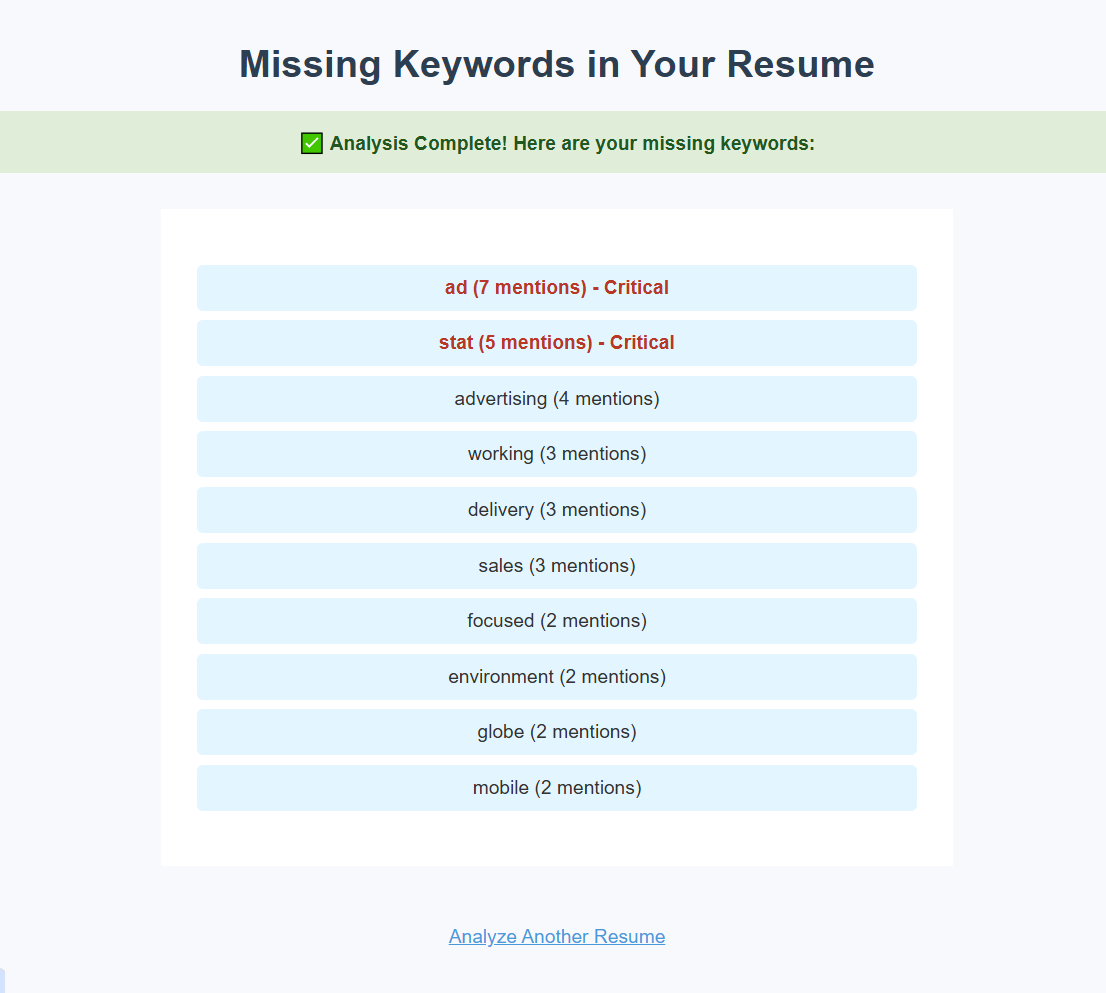 Missing Keywords in Your Resume
✅ Analysis Complete! Here are your missing keywords:
ad (7 mentions) - Critical
stat (5 mentions) - Critical
advertising (4 mentions)
working (3 mentions)
delivery (3 mentions)
sales (3 mentions)
focused (2 mentions)
environment (2 mentions)
globe (2 mentions)
mobile (2 mentions)
Analyze Another Resume